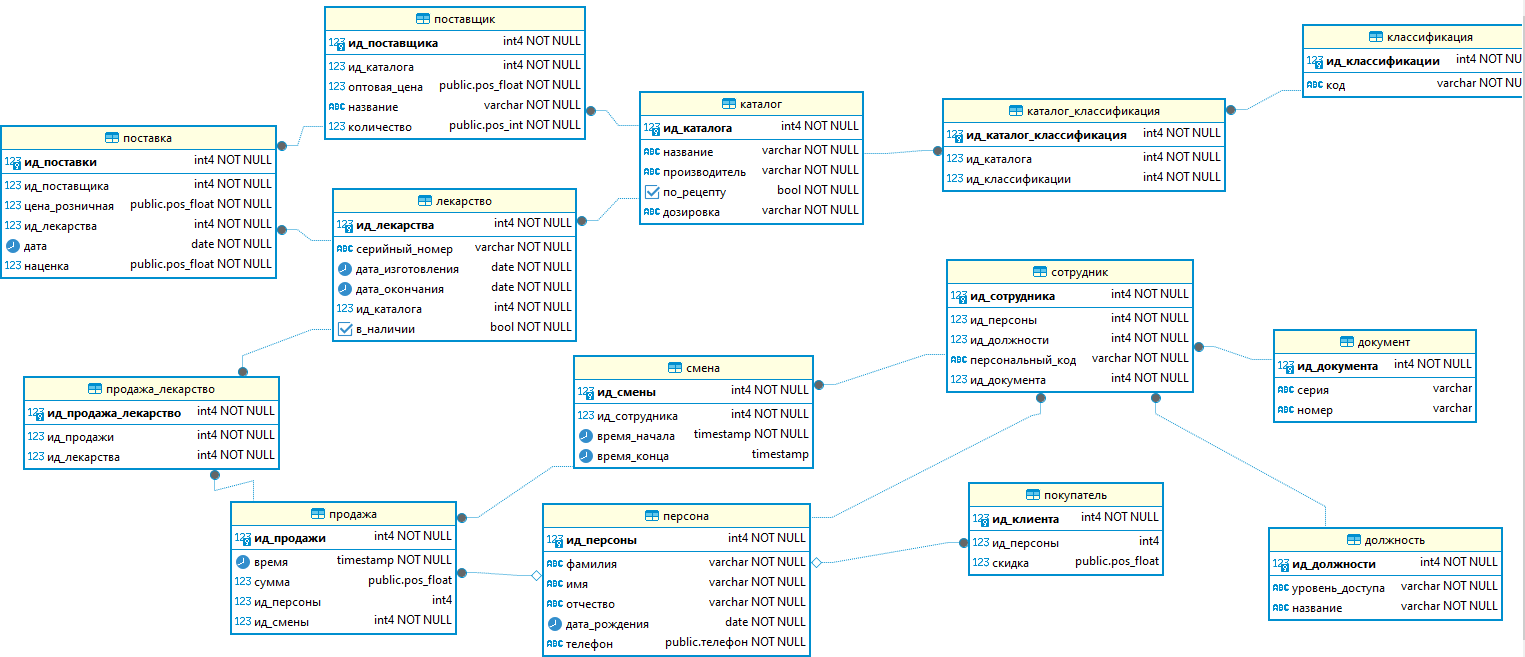 поставщик
ид_поставщика int4 NOT NULL
ид_каталога int4 NOT NULL
оптовая_цена public.pos_float NOT NULL
название varchar NOT NULL
количество public.pos_int NOT NULL
классификация
ид_классификации int4 NOT NU
код varchar NOT NU
каталог
ид_каталога int4 NOT NULL
название varchar NOT NULL
производитель varchar NOT NULL
по_рецепту bool NOT NULL
дозировка varchar NOT NULL
каталог_классификация
ид_каталог_классификация int4 NOT NULL
ид_каталога int4 NOT NULL
ид_классификации int4 NOT NULL
поставка
ид_поставки int4 NOT NULL
ид_поставщика int4 NOT NULL
цена_розничная public.pos_float NOT NULL
ид_лекарства int4 NOT NULL
дата date NOT NULL
наценка public.pos_float NOT NULL
лекарство
ид_лекарства int4 NOT NULL
серийный_номер varchar NOT NULL
дата_изготовления date NOT NULL
дата_окончания date NOT NULL
ид_каталога int4 NOT NULL
в_наличии bool NOT NULL
сотрудник
ид_сотрудника int4 NOT NULL
ид_персоны int4 NOT NULL
ид_должности int4 NOT NULL
персональный_код varchar NOT NULL
ид_документа int4 NOT NULL
документ
ид_документа int4 NOT NULL
серия varchar
номер varchar
смена
ид_смены int4 NOT NULL
ид_сотрудника int4 NOT NULL
время_начала timestamp NOT NULL
время_конца timestamp
продажа_лекарство
ид_продажа_лекарство int4 NOT NULL
ид_продажи int4 NOT NULL
ид_лекарства int4 NOT NULL
продажа
ид_продажи int4 NOT NULL
время timestamp NOT NULL
сумма public.pos_float
ид_персоны int4
ид_смены int4 NOT NULL
персона
ид_персоны int4 NOT NULL
фамилия varchar NOT NULL
имя varchar NOT NULL
отчество varchar NOT NULL
дата_рождения date NOT NULL
телефон public.телефон NOT NULL
покупатель
ид_клиента int4 NOT NULL
ид_персоны int4
скидка public.pos_float
должность
ид_должности int4 NOT NULL
уровень_доступа varchar NOT NULL
название varchar NOT NULL